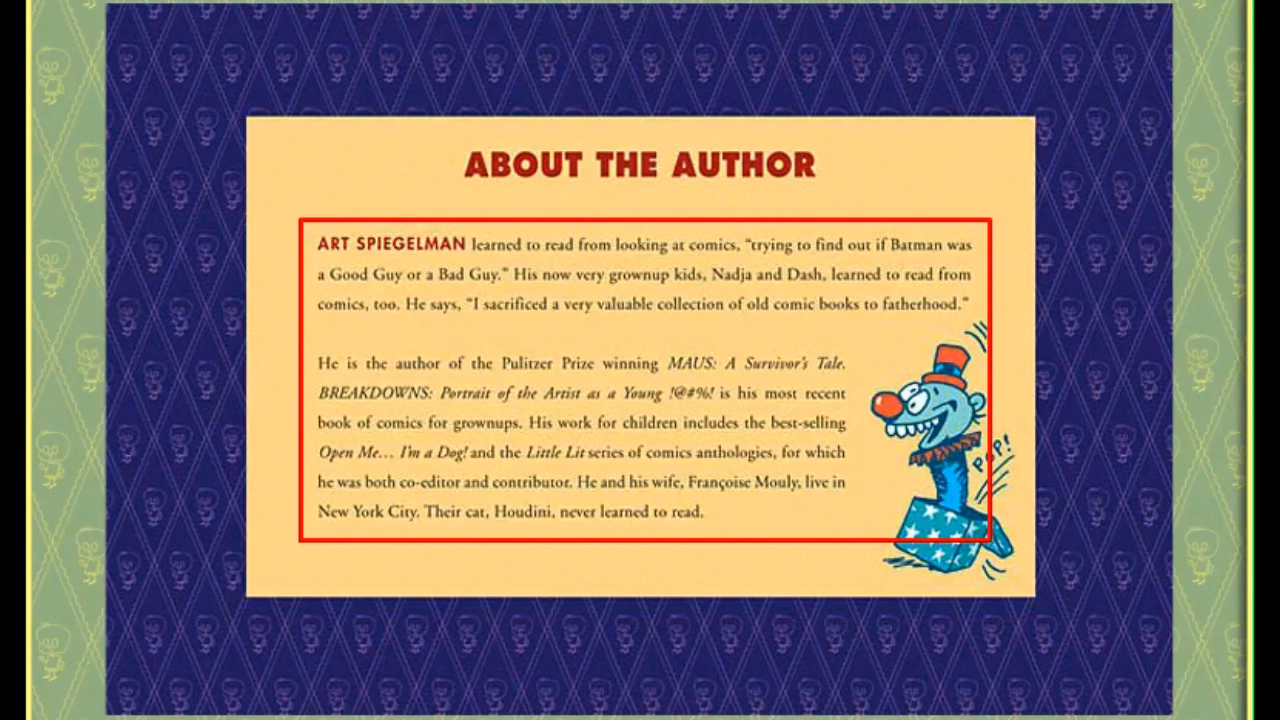 ABOUT THE AUTHOR
ART SPIEGELMAN learned to read from looking at comics, “trying to find out if Batman was
a Good Guy or a Bad Guy.” His now very grownup kids, Nadja and Dash, learned to read from
comics, too. He says, “I sacrificed a very valuable collection of old comic books to fatherhood.”
He is the author of the Pulitzer Prize winning MAUS: A Survivor’s Tale.
BREAKDOWNS: Portrait of the Artist as a Young !@#%! is his most recent
book of comics for grownups. His work for children includes the best-selling
Open Me... I’m a Dog! and the Little Lit series of comics anthologies, for which
he was both co-editor and contributor. He and his wife, Françoise Mouly, live in
New York City. Their cat, Houdini, never learned to read.
POP!